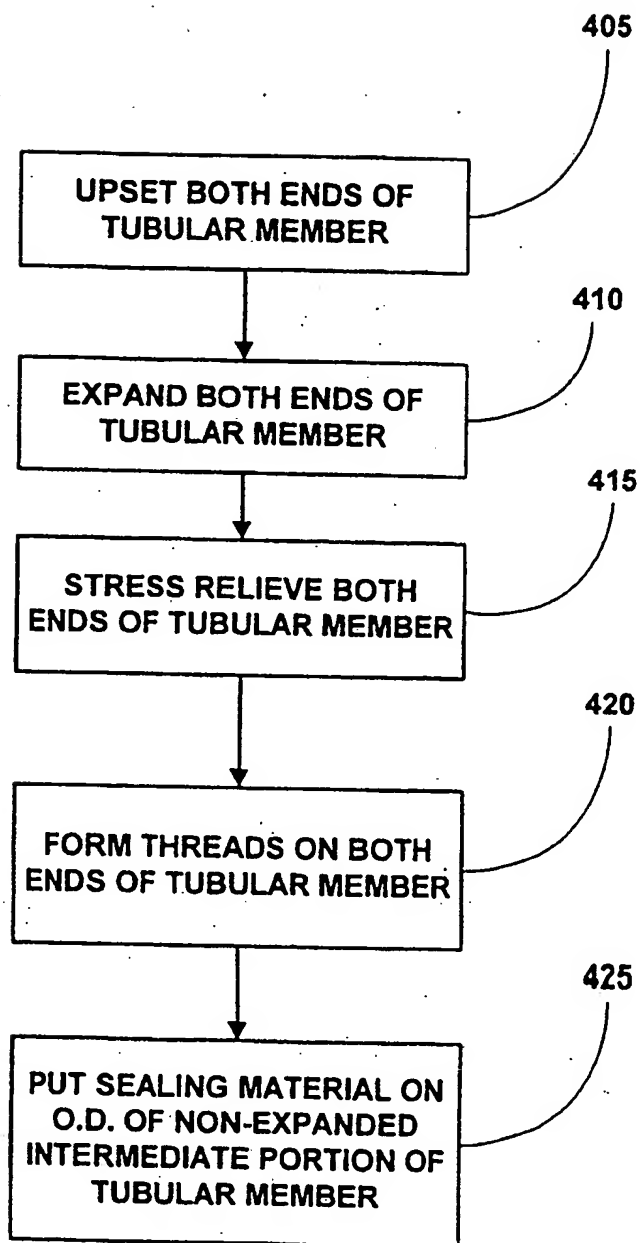 405
UPSET BOTH ENDS OF
TUBULAR MEMBER
410
EXPAND BOTH ENDS OF
TUBULAR MEMBER
415
STRESS RELIEVE BOTH
ENDS OF TUBULAR MEMBER
420
FORM THREADS ON BOTH
ENDS OF TUBULAR MEMBER
425
PUT SEALING MATERIAL ON
O.D. OF NON-EXPANDED
INTERMEDIATE PORTION OF
TUBULAR MEMBER